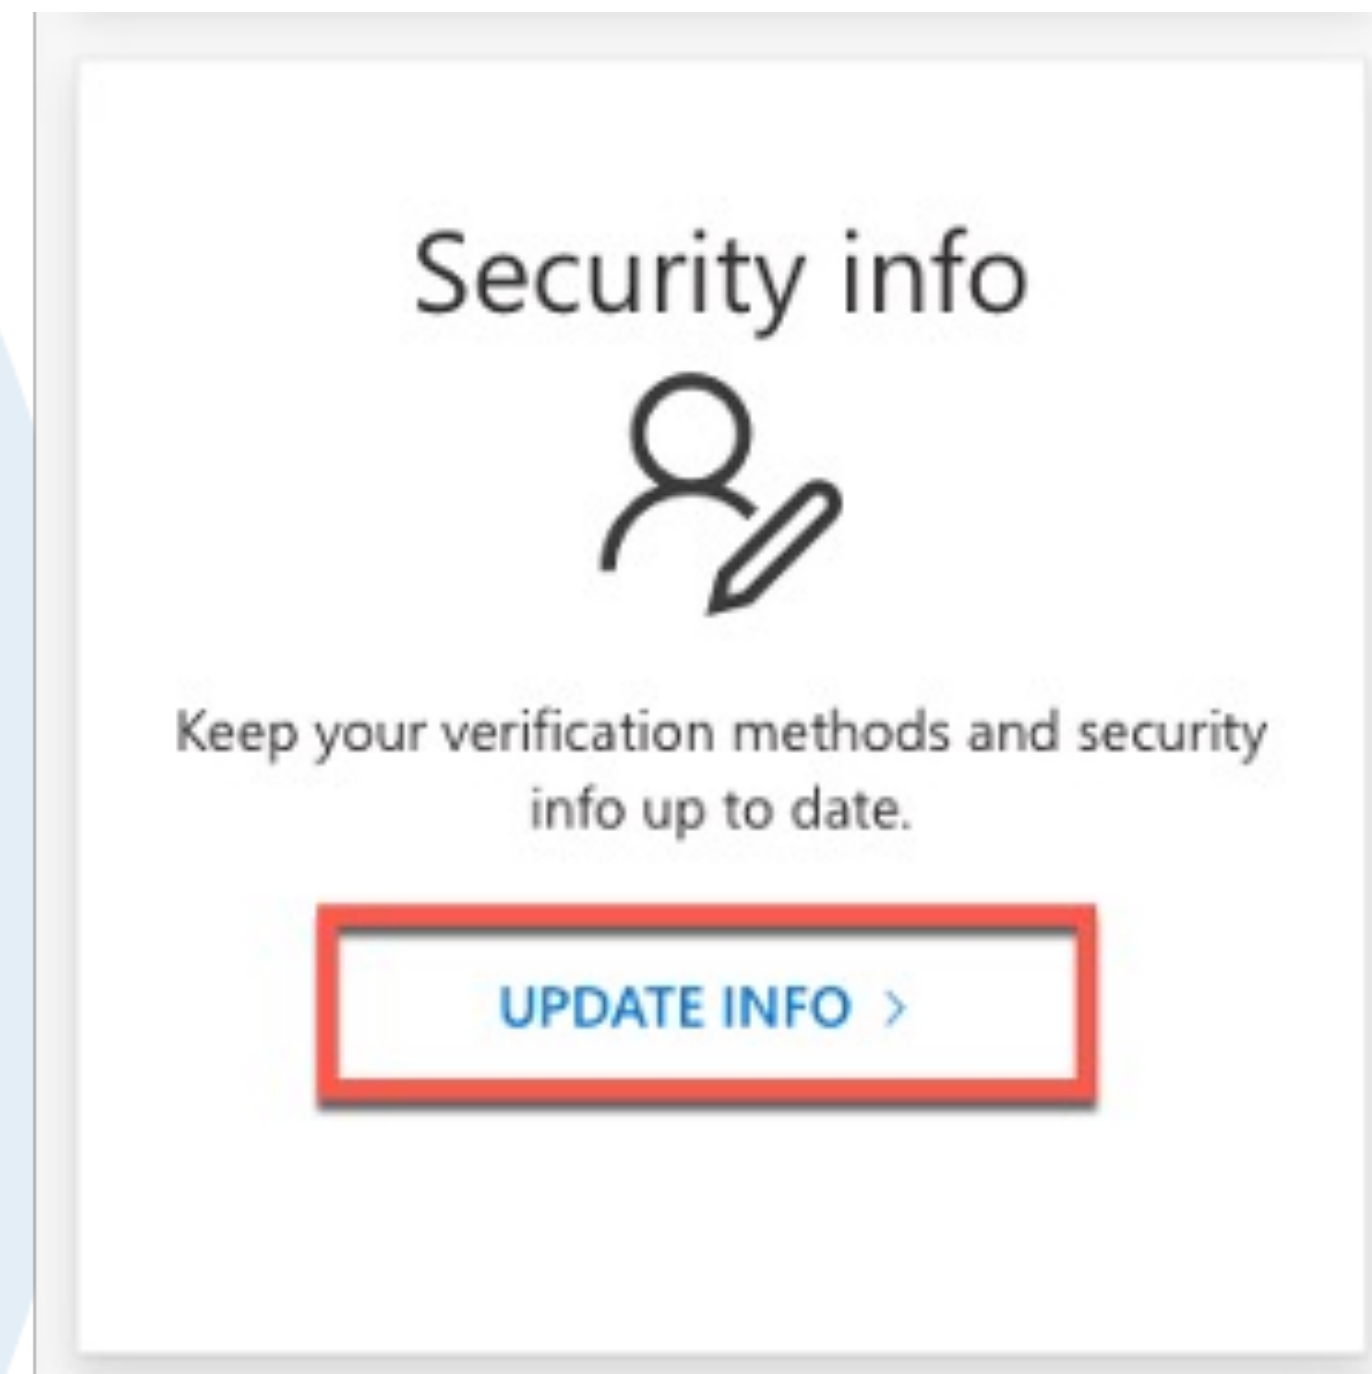 Security info
Keep your verification methods and security
info up to date.
UPDATE INFO >